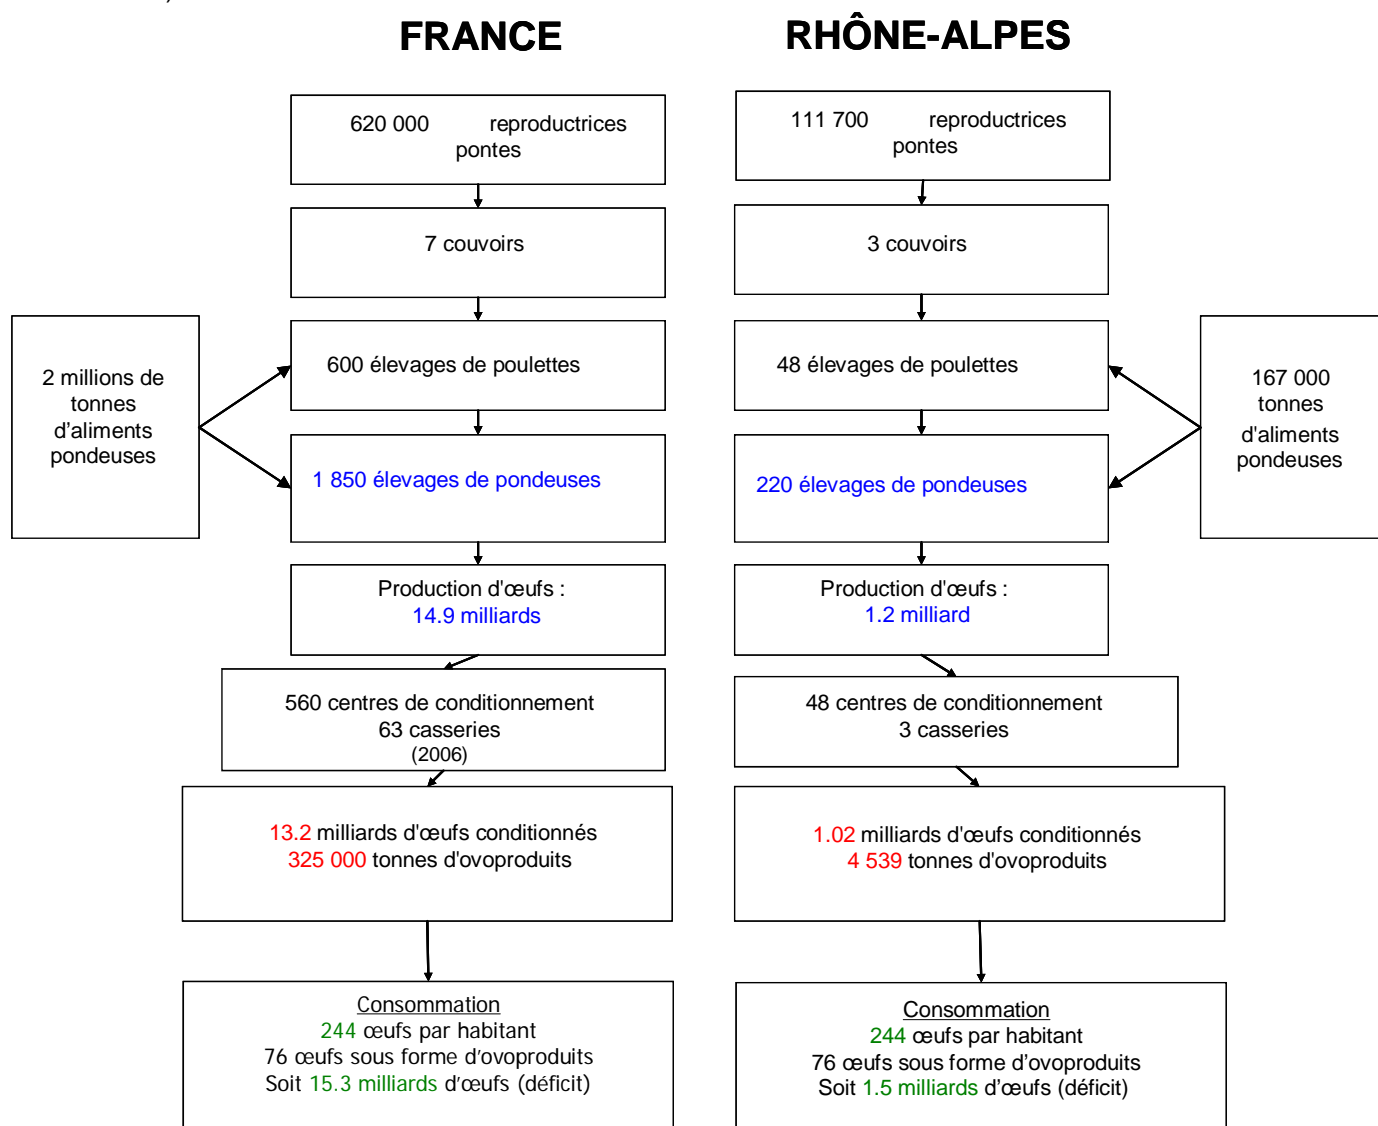 FRANCE
RHÔNE-ALPES
620 000 reproductrices
pontes
111 700 reproductrices
pontes
7 couvoirs
3 couvoirs
2 millions de
tonnes
d'aliments
pondeuses
600 élevages de poulettes
48 élevages de poulettes
167 000
tonnes
d'aliments
pondeuses
1 850 élevages de pondeuses
220 élevages de pondeuses
Production d'œufs :
14.9 milliards
Production d'œufs :
1.2 milliard
560 centres de conditionnement
63 casseries
(2006)
48 centres de conditionnement
3 casseries
13.2 milliards d'œufs conditionnés
325 000 tonnes d'ovoproduits
1.02 milliards d'œufs conditionnés
4 539 tonnes d'ovoproduits
Consommation
244 œufs par habitant
76 œufs sous forme d'ovoproduits
Soit 15.3 milliards d'œufs (déficit)
Consommation
244 œufs par habitant
76 œufs sous forme d'ovoproduits
Soit 1.5 milliards d'œufs (déficit)